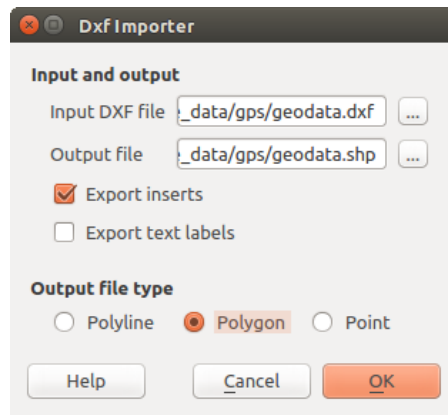 Dxf Importer
Input and output
Input DXF file _data/gps/geodata.dxf ...
Output file _data/gps/geodata.shp ...
Export inserts
Export text labels
Output file type
Polyline Polygon Point
Help Cancel OK